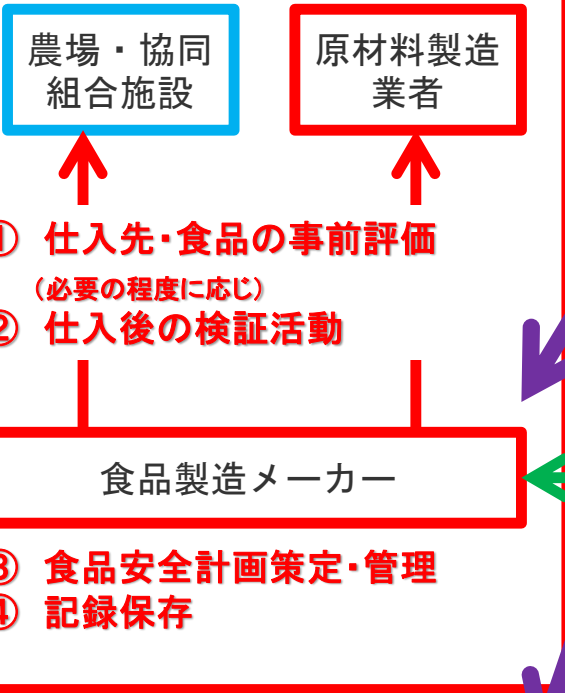 農場・協同
組合施設
原材料製造
業者
① 仕入先・食品の事前評価
（必要の程度に応じ）
② 仕入後の検証活動
食品製造メーカー
③ 食品安全計画策定・管理
④ 記録保存